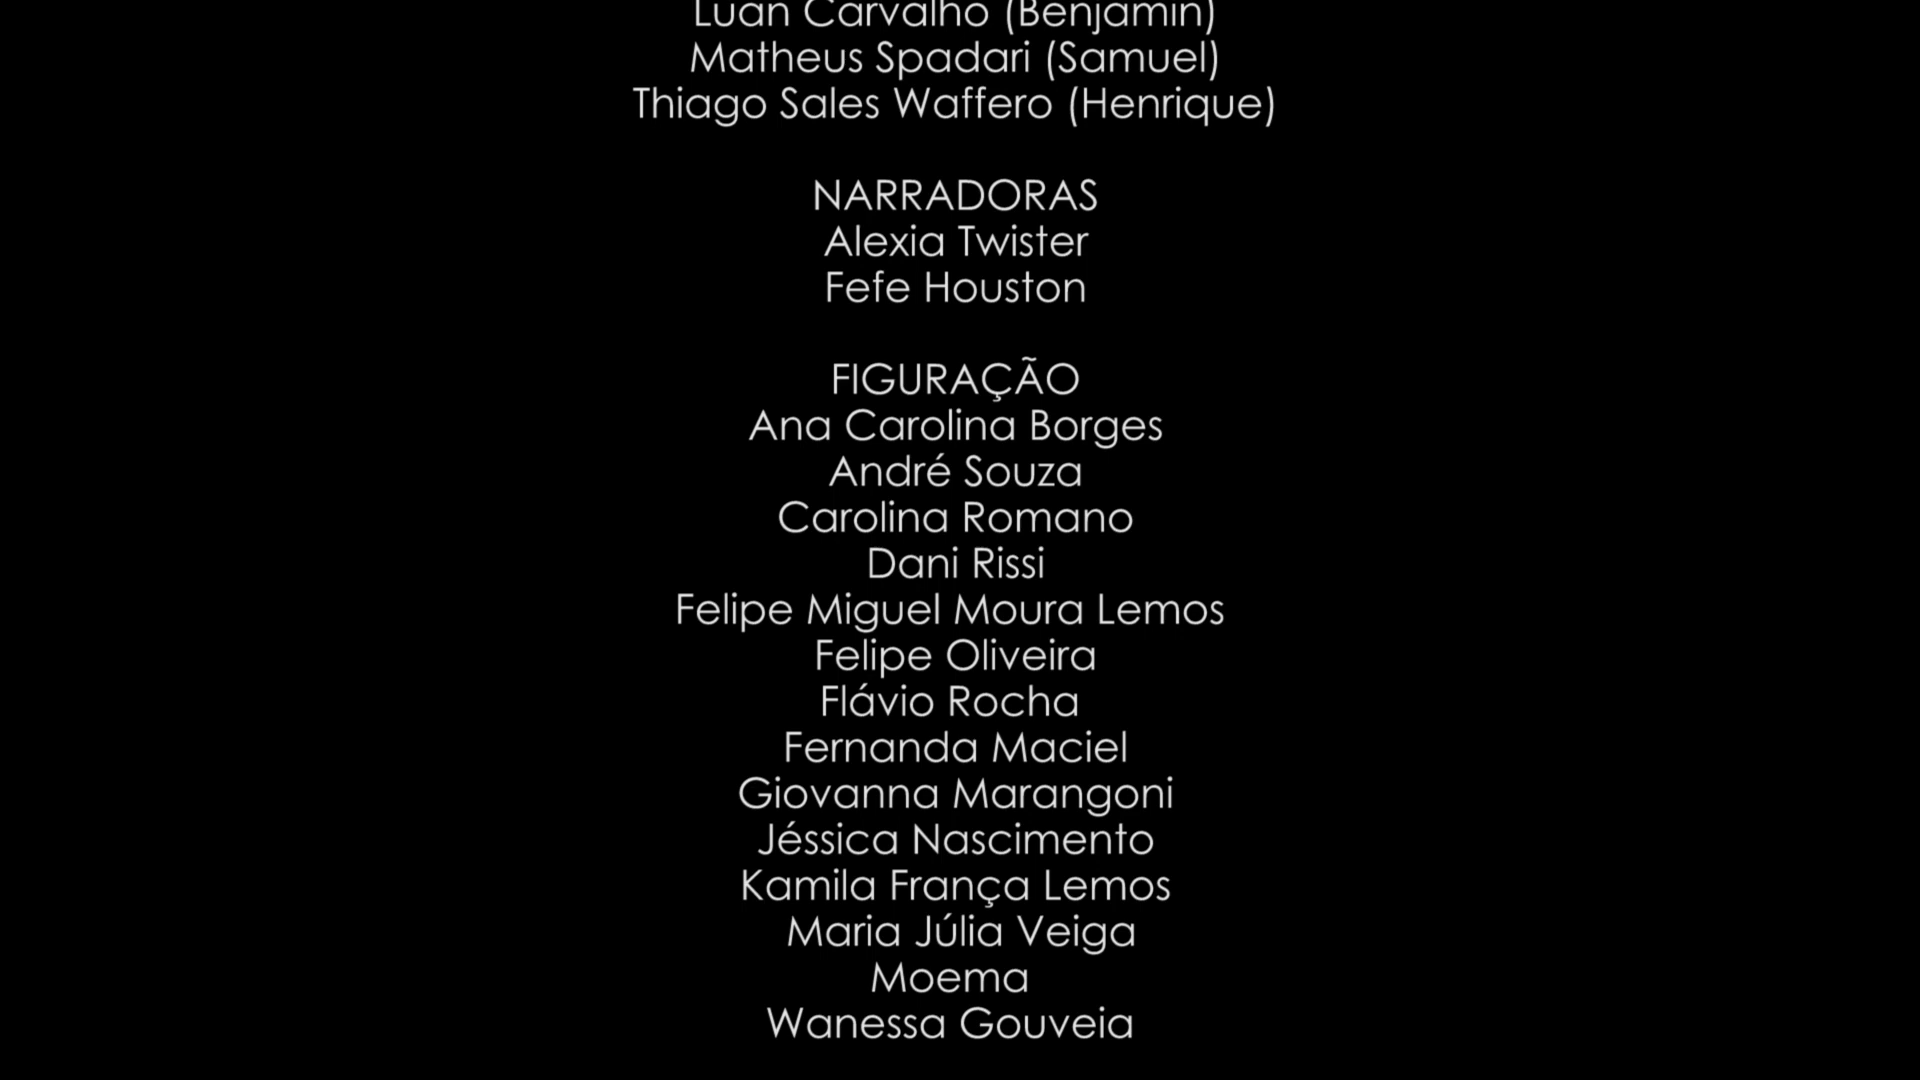 Luan Carvalho (Benjamin)
Matheus Spadari (Samuel)
Thiago Sales Waffero (Henrique)
NARRADORAS
Alexia Twister
Fefe Houston
FIGURAÇÃO
Ana Carolina Borges
André Souza
Carolina Romano
Dani Rissi
Felipe Miguel Moura Lemos
Felipe Oliveira
Flávio Rocha
Fernanda Maciel
Giovanna Marangoni
Jéssica Nascimento
Kamila França Lemos
Maria Júlia Veiga
Moema
Wanessa Gouveia